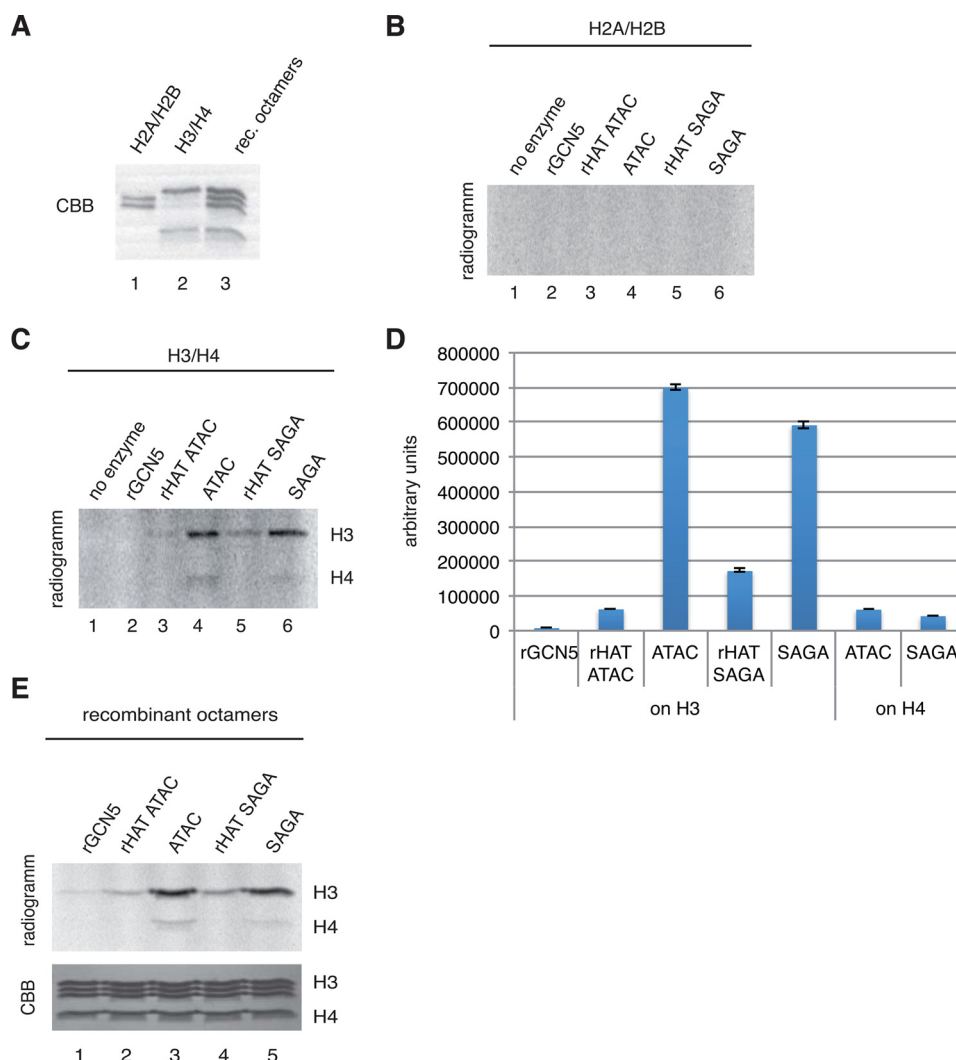 A
H2A/H2B
H3/H4
rec. octamers
CBB
1 2 3
B
H2A/H2B
no enzyme
rGCN5
rHAT ATAC
ATAC
rHAT SAGA
SAGA
radiogramm
1 2 3 4 5 6
C
H3/H4
no enzyme
rGCN5
rHAT ATAC
ATAC
rHAT SAGA
SAGA
radiogramm
H3
H4
1 2 3 4 5 6
D
800000
700000
600000
500000
400000
300000
200000
100000
0
arbitrary units
rGCN5 rHAT ATAC rHAT SAGA ATAC SAGA
ATAC SAGA
on H3 on H4
E
recombinant octamers
rGCN5
rHAT ATAC
ATAC
rHAT SAGA
SAGA
radiogramm
H3
H4
CBB
H3
H4
1 2 3 4 5